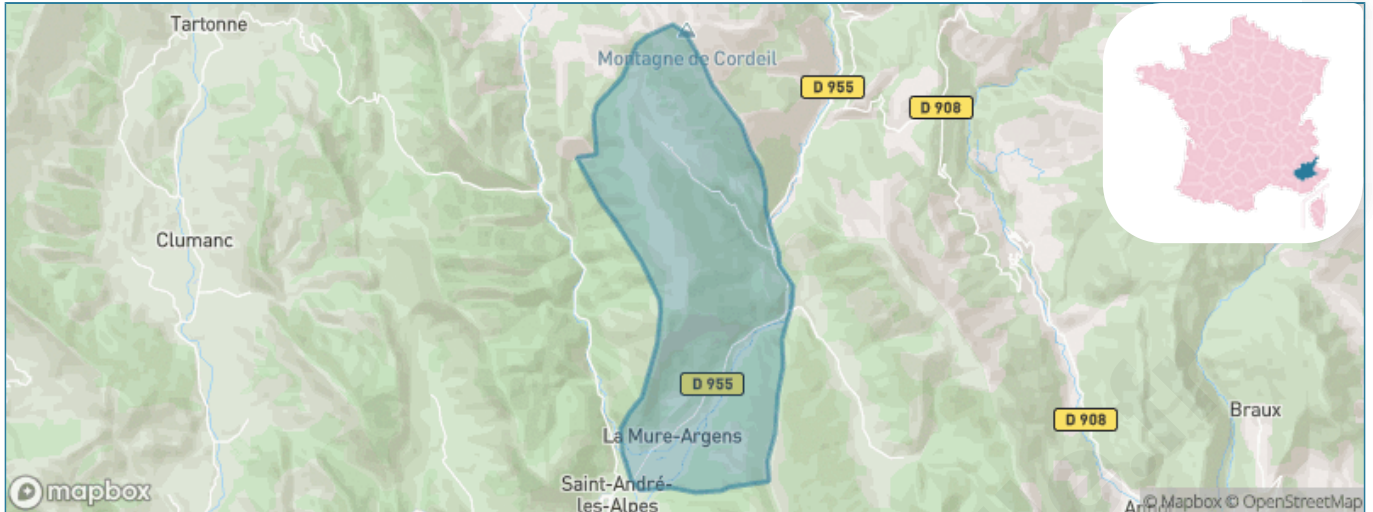 Tartonne
Montagne de Cordeil
D 955
D 908
Clumanc
D 955
D 908
Braux
La Mure-Argens
Saint-André-
les-Alpes
mapbox
© Mapbox © OpenStreetMap